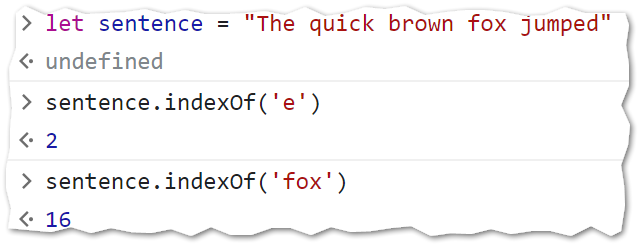 > let sentence = "The quick brown fox jumped"
undefined
> sentence.indexOf('e')
2
> sentence.indexOf('fox')
16